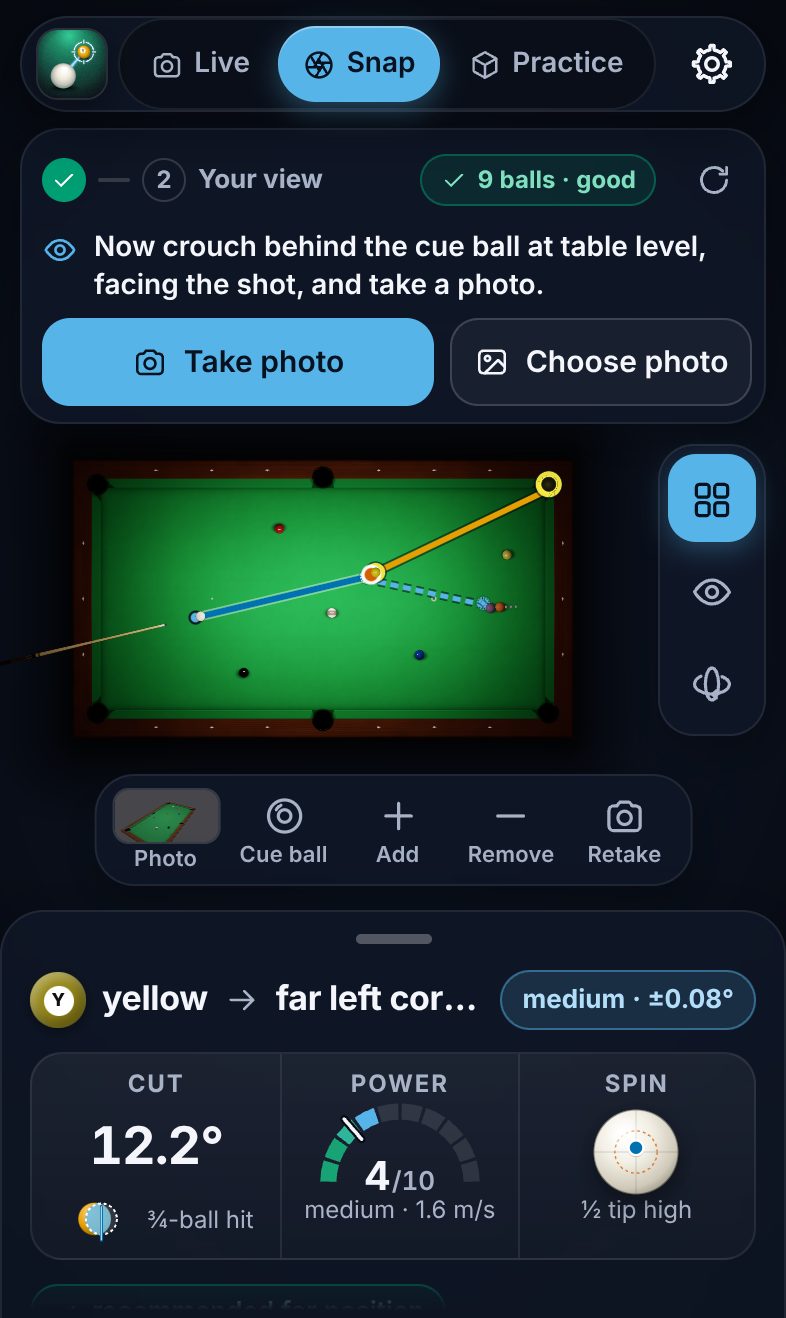 Live
Snap
Practice
2 Your view
9 balls · good
Now crouch behind the cue ball at table level,
facing the shot, and take a photo.
Take photo
Choose photo
Photo
Cue ball
Add
Remove
Retake
Y
yellow → far left cor...
medium · ±0.08°
CUT
12.2°
¾-ball hit
POWER
4/10
medium · 1.6 m/s
SPIN
½ tip high
recommended for position